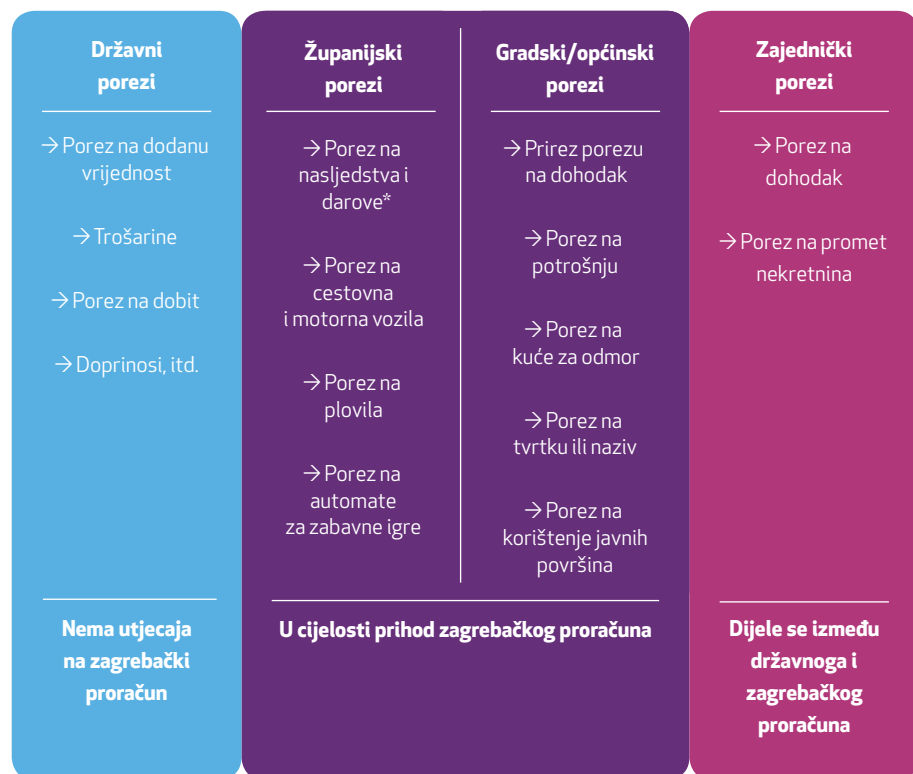 Državni
porezi
→ Porez na dodanu
vrijednost
→ Trošarine
→ Porez na dobit
→ Doprinosi, itd.
Nema utjecaja
na zagrebački
proračun
Županijski
porezi
→ Porez na
nasljedstva i
darove*
→ Porez na
cestovna
i motorna vozila
→ Porez na
plovila
→ Porez na
automate
za zabavne igre
Gradski/općinski
porezi
→ Prirez porezu
na dohodak
→ Porez na
potrošnju
→ Porez na
kuće za odmor
→ Porez na
tvrtku ili naziv
→ Porez na
korištenje javnih
površina
U cijelosti prihod zagrebačkog proračuna
Zajednički
porezi
→ Porez na
dohodak
→ Porez na promet
nekretnina
Dijele se između
državnoga i
zagrebačkog
proračuna